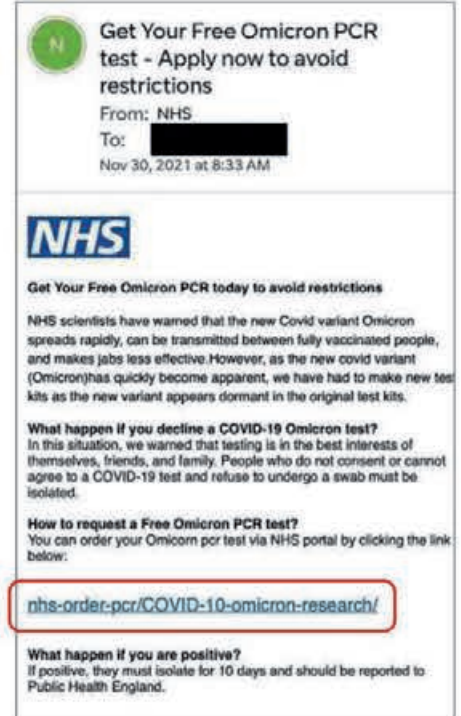 N
Get Your Free Omicron PCR
test - Apply now to avoid
restrictions
From: NHS
To:
Nov 30, 2021 at 8:33 AM
NHS
Get Your Free Omicron PCR today to avoid restrictions
NHS scientists have warned that the new Covid variant Omicron
spreads rapidly, can be transmitted between fully vaccinated people,
and makes jabs less effective.However, as the new covid variant
(Omicron)has quickly become apparent, we have had to make new tes
kits as the new variant appears dormant in the original test kits.
What happen if you decline a COVID-19 Omicron test?
In this situation, we warned that testing is in the best interests of
themselves, friends, and family. People who do not consent or cannot
agree to a COVID-19 test and refuse to undergo a swab must be
isolated.
How to request a Free Omicron PCR test?
You can order your Omicorn pcr test via NHS portal by clicking the link
below:
nhs-order-pcr/COVID-10-omicron-research/
What happen if you are positive?
If positive, they must isolate for 10 days and should be reported to
Public Health England.